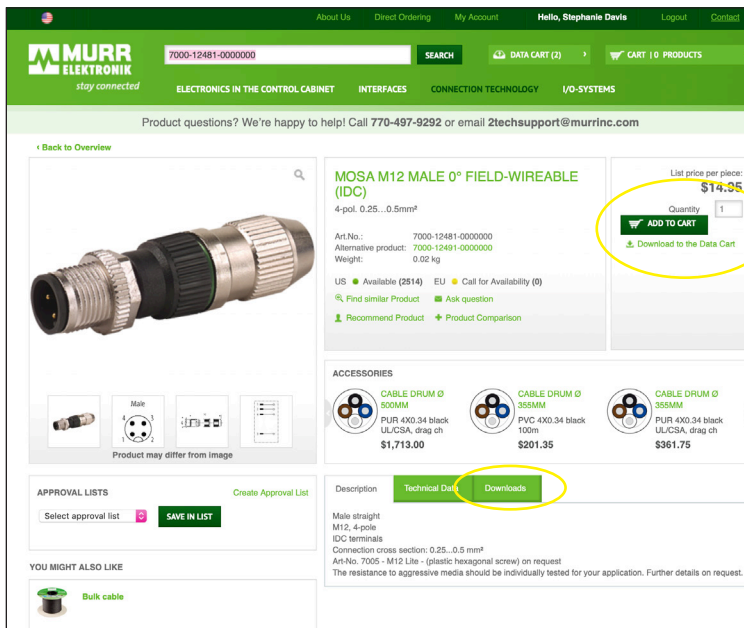 About Us Direct Ordering My Account Hello, Stephanie Davis Logout Contact
MURR
ELEKTRONIK
stay connected
7000-12481-0000000
SEARCH
DATA CART (2)
CART | 0 PRODUCTS
ELECTRONICS IN THE CONTROL CABINET INTERFACES CONNECTION TECHNOLOGY I/O-SYSTEMS
Product questions? We're happy to help! Call 770-497-9292 or email 2techsupport@murrinc.com
‹ Back to Overview
MOSA M12 MALE 0° FIELD-WIREABLE
(IDC)
4-pol. 0.25...0.5mm²
Art.No.: 7000-12481-0000000
Alternative product: 7000-12491-0000000
Weight: 0.02 kg
US Available (2514) EU Call for Availability (0)
Find similar Product Ask question
Recommend Product + Product Comparison
List price per piece:
$14.95
Quantity 1
ADD TO CART
Download to the Data Cart
Male
4 3
1 2
Product may differ from image
ACCESSORIES
CABLE DRUM Ø
500MM
PUR 4X0.34 black
UL/CSA, drag ch
$1,713.00
CABLE DRUM Ø
355MM
PVC 4X0.34 black
100m
$201.35
CABLE DRUM Ø
355MM
PUR 4X0.34 black
UL/CSA, drag ch
$361.75
APPROVAL LISTS Create Approval List
Select approval list SAVE IN LIST
Description Technical Data Downloads
Male straight
M12, 4-pole
IDC terminals
Connection cross section: 0.25...0.5 mm²
Art-No. 7005 - M12 Lite - (plastic hexagonal screw) on request
The resistance to aggressive media should be individually tested for your application. Further details on request.
YOU MIGHT ALSO LIKE
Bulk cable